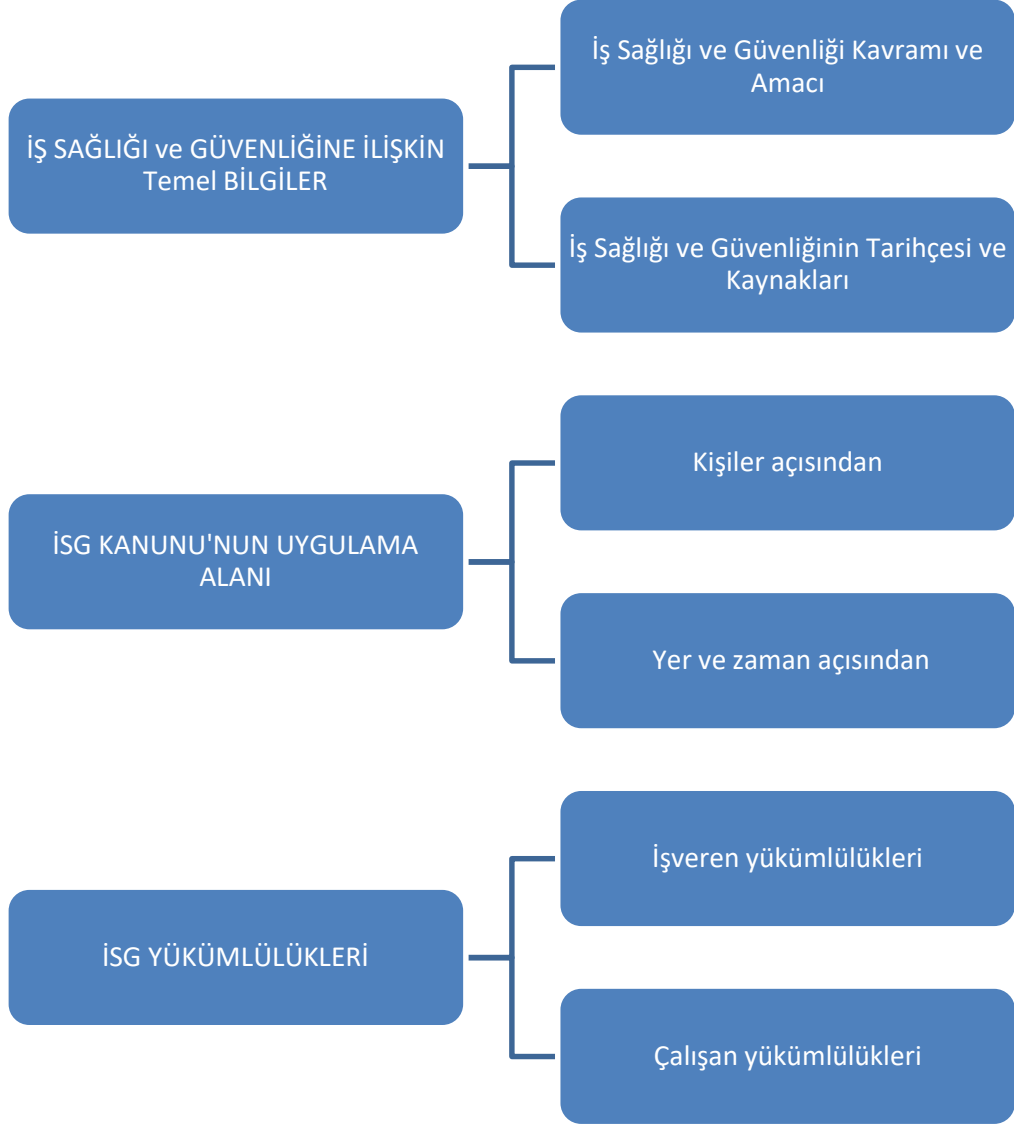 İş Sağlığı ve Güvenliği Kavramı ve
Amacı
İŞ SAĞLIĞI ve GÜVENLİĞİNE İLİŞKİN
Temel BİLGİLER
İş Sağlığı ve Güvenliğinin Tarihçesi ve
Kaynakları
Kişiler açısından
İSG KANUNU'NUN UYGULAMA
ALANI
Yer ve zaman açısından
İşveren yükümlülükleri
İSG YÜKÜMLÜLÜKLERİ
Çalışan yükümlülükleri